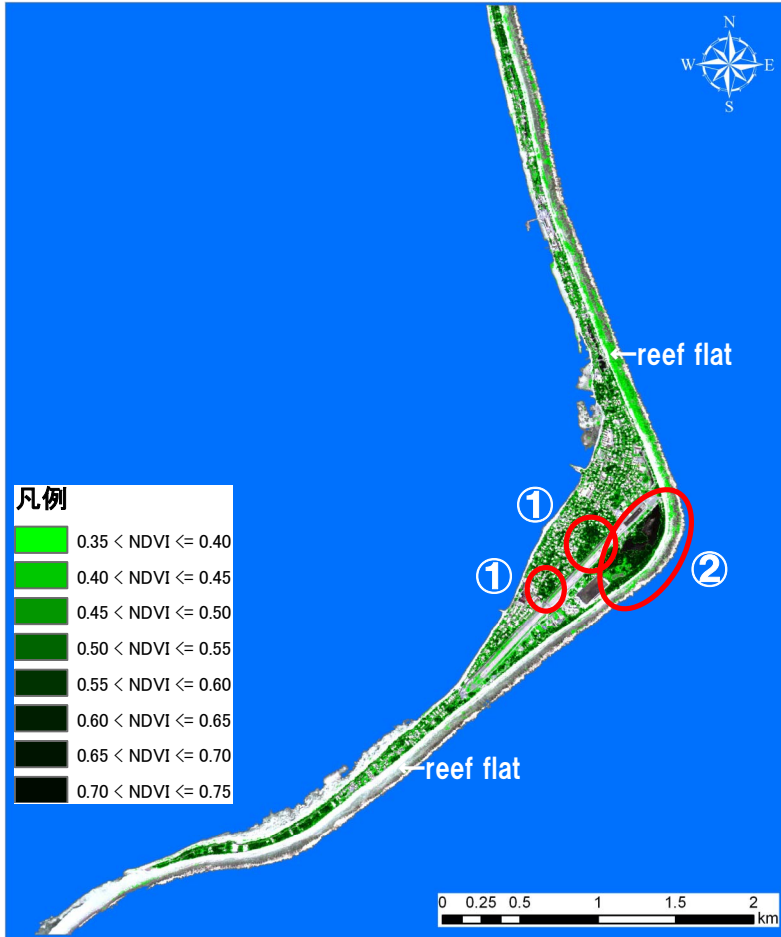 N
W
E
S
←reef flat
①
①
②
凡例
0.35 < NDVI <= 0.40
0.40 < NDVI <= 0.45
0.45 < NDVI <= 0.50
0.50 < NDVI <= 0.55
0.55 < NDVI <= 0.60
0.60 < NDVI <= 0.65
0.65 < NDVI <= 0.70
0.70 < NDVI <= 0.75
←reef flat
0 0.25 0.5 1 1.5 2
km